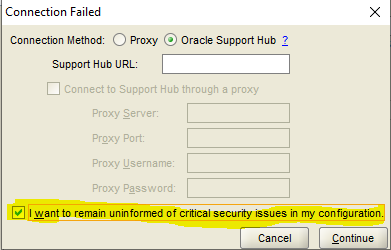 Connection Failed
Connection Method: Proxy Oracle Support Hub ?
Support Hub URL:
Connect to Support Hub through a proxy
Proxy Server:
Proxy Port:
Proxy Username:
Proxy Password:
I want to remain uninformed of critical security issues in my configuration.
Cancel Continue